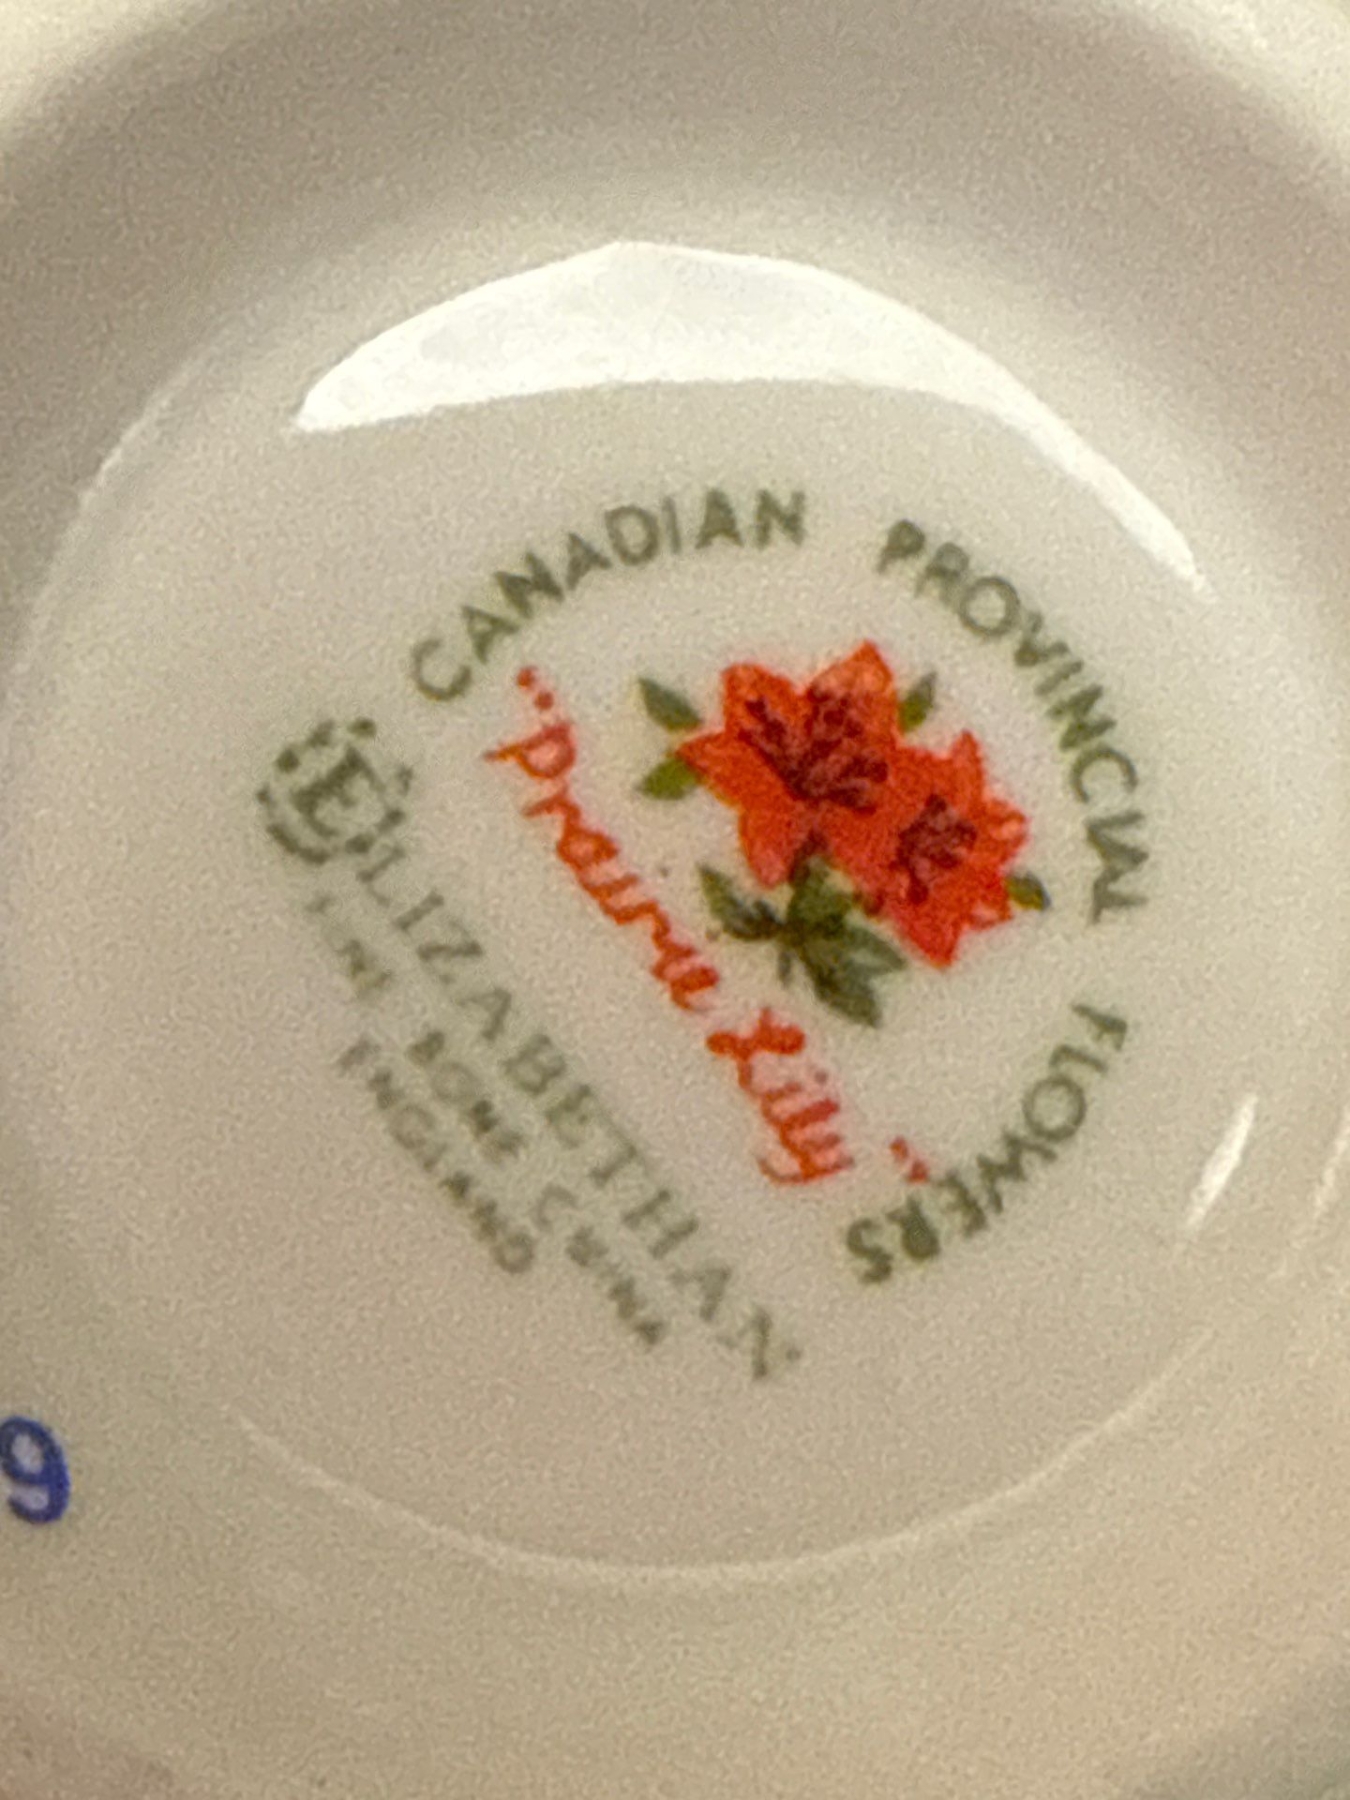 CANADIAN PROVINCIAL FLOWERS
"Prairie Lily"
ELIZABETHAN
FINE BONE CHINA
ENGLAND
9